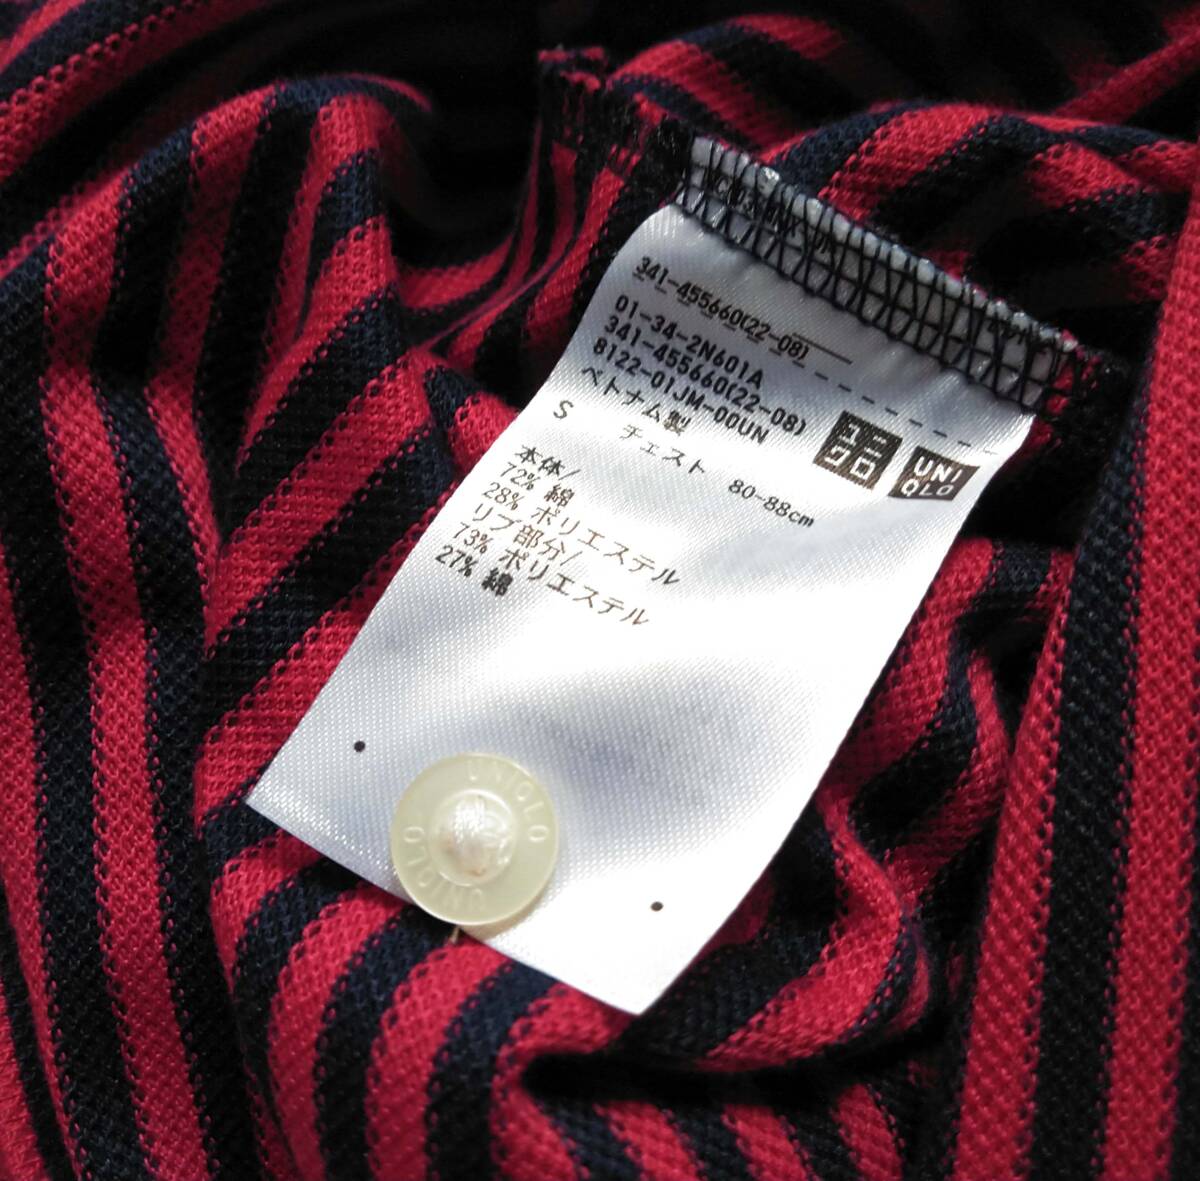 341-455660(22-08)
01-34-2N601A
341-455660(22-08)
8122-01JM-00UN
ベトナム製
S チェスト 80-88cm
ユニ
クロ
UNI
QLO
本体/
72% 綿
28% ポリエステル
リブ部分/
73% ポリエステル
27% 綿
UNIQLO
UNIQLO